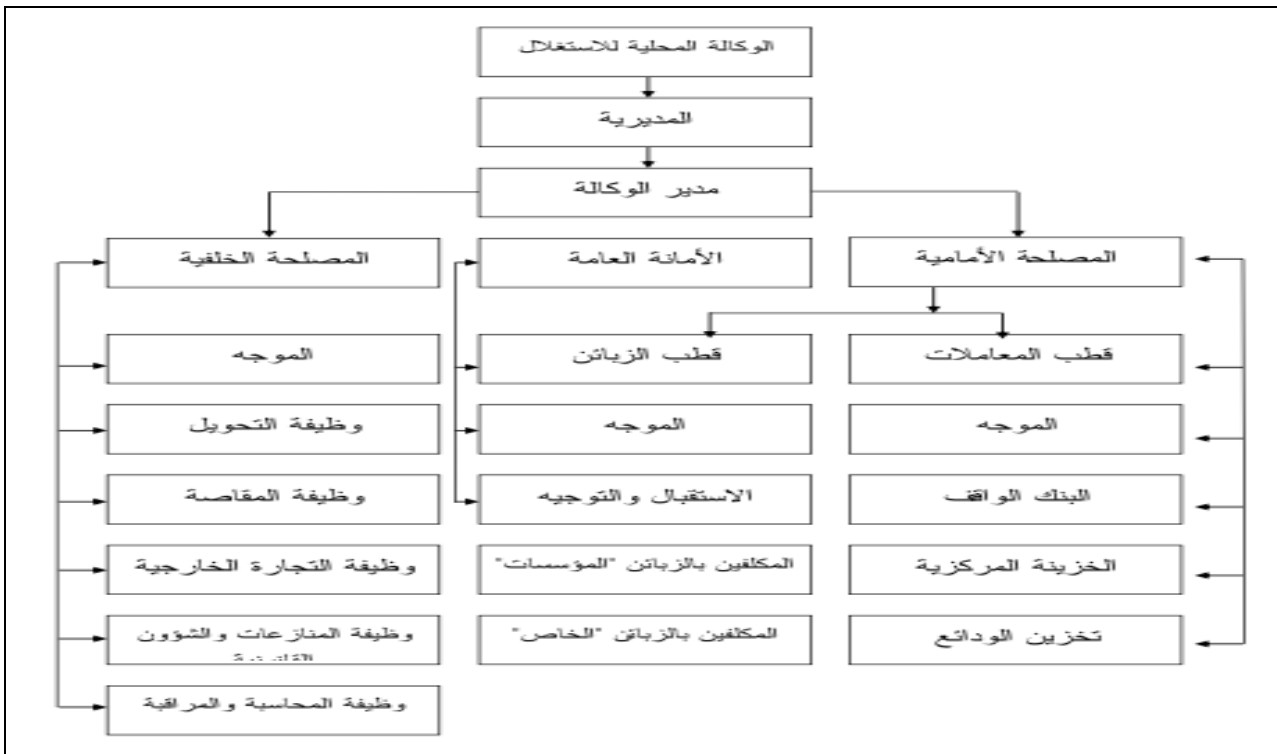 الوكالة المحلية للاستغلال
المديرية
مدير الوكالة
المصلحة الأمامية
الأمانة العامة
المصلحة الخلفية
قطب المعاملات
قطب الزبائن
الموجه
الموجه
الموجه
وظيفة التحويل
البنك الواقف
الاستقبال والتوجيه
وظيفة المقاصة
الخزينة المركزية
المكلفين بالزبائن "المؤسسات"
وظيفة التجارة الخارجية
تخزين الودائع
المكلفين بالزبائن "الخاص"
وظيفة المنازعات والشؤون
القانونية
وظيفة المحاسبة والمراقبة